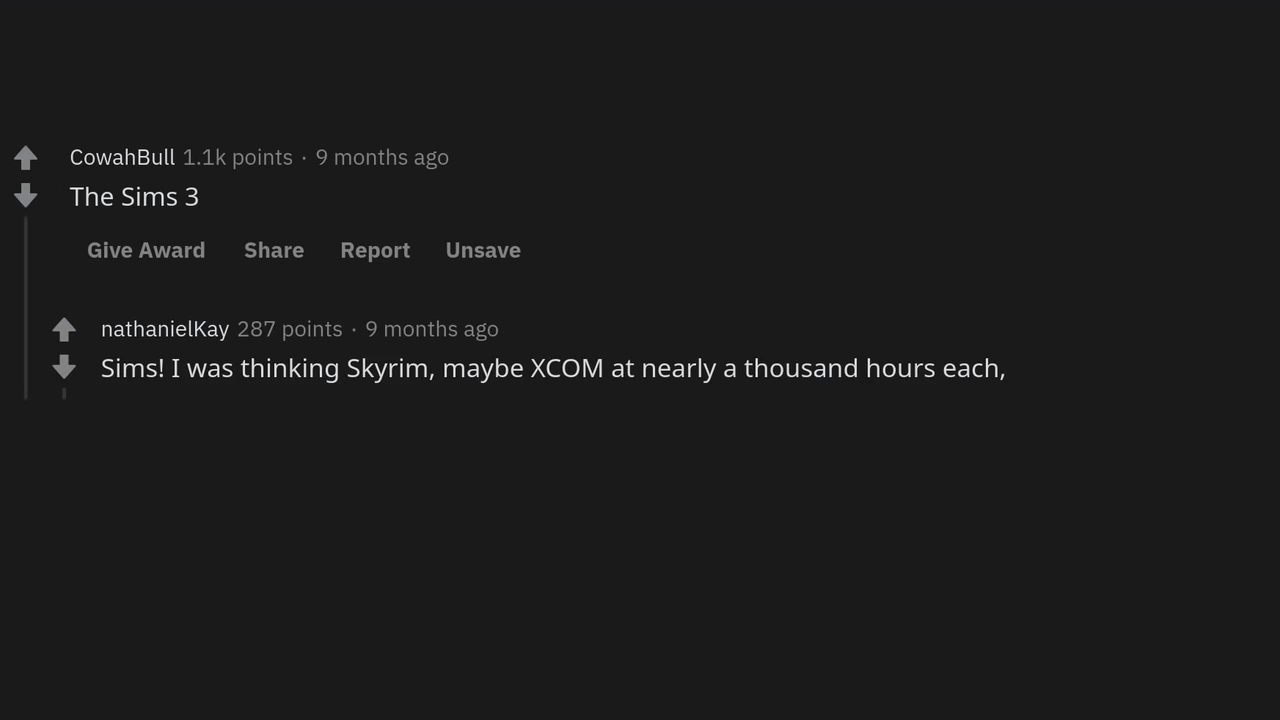 CowahBull 1.1k points · 9 months ago
The Sims 3
Give Award Share Report Unsave
nathanielKay 287 points · 9 months ago
Sims! I was thinking Skyrim, maybe XCOM at nearly a thousand hours each,